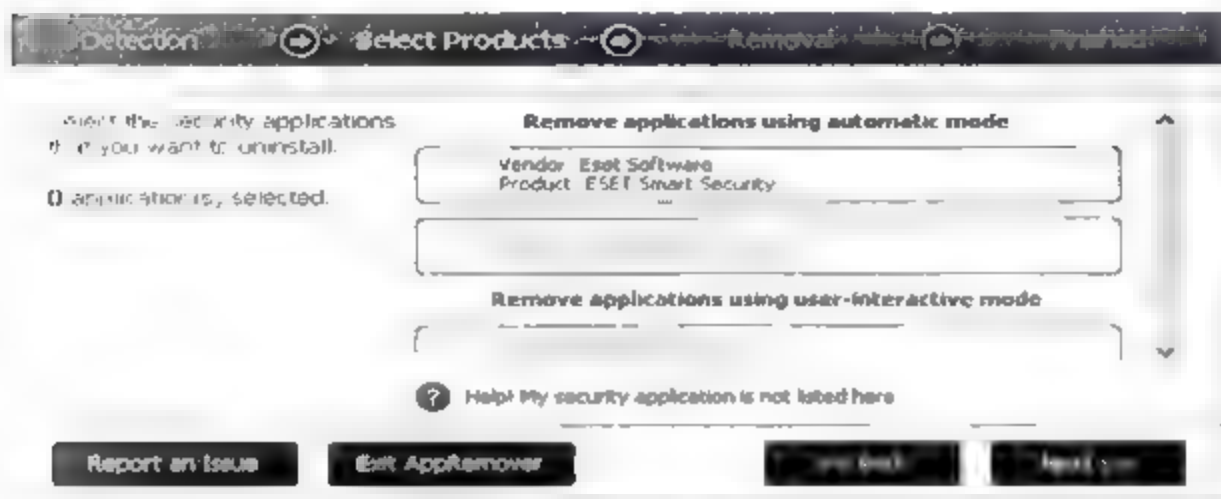 Detection Select Products Removal
the security applications
you want to uninstall.
0 selected.
Remove applications using automatic mode
Vendor Eset Software
Product ESET Smart Security
Remove applications using user-interactive mode
? Help! My security application is not listed here
Report an Issue Exit AppRemover